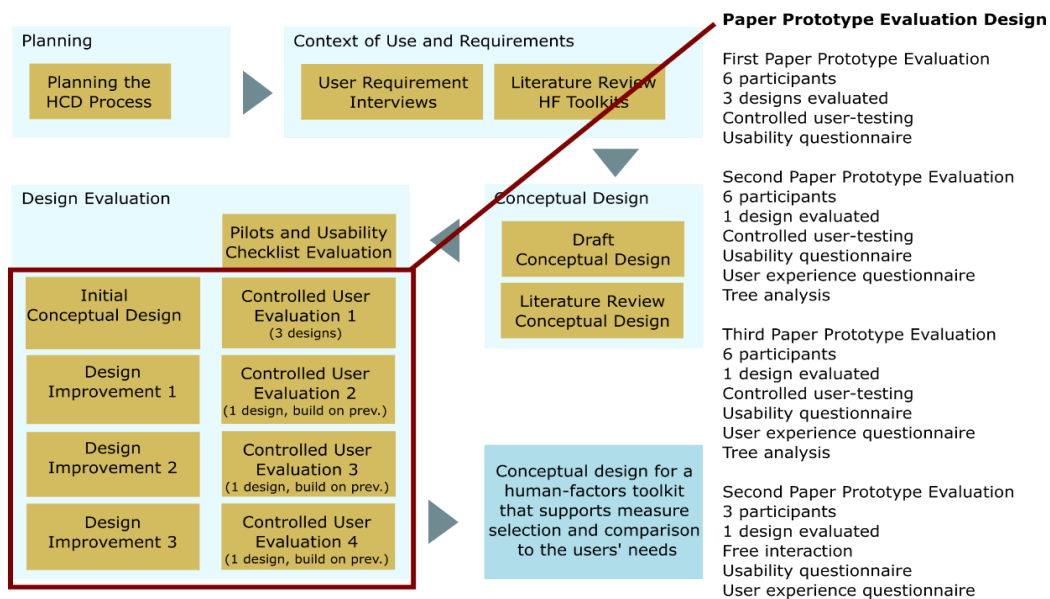 Planning
Planning the
HCD Process
Context of Use and Requirements
User Requirement
Interviews
Literature Review
HF Toolkits
Conceptual Design
Draft
Conceptual Design
Literature Review
Conceptual Design
Design Evaluation
Pilots and Usability
Checklist Evaluation
Initial
Conceptual Design
Controlled User
Evaluation 1
(3 designs)
Design
Improvement 1
Controlled User
Evaluation 2
(1 design, build on prev.)
Design
Improvement 2
Controlled User
Evaluation 3
(1 design, build on prev.)
Design
Improvement 3
Controlled User
Evaluation 4
(1 design, build on prev.)
Conceptual design for a
human-factors toolkit
that supports measure
selection and comparison
to the users' needs
Paper Prototype Evaluation Design
First Paper Prototype Evaluation
6 participants
3 designs evaluated
Controlled user-testing
Usability questionnaire
Second Paper Prototype Evaluation
6 participants
1 design evaluated
Controlled user-testing
Usability questionnaire
User experience questionnaire
Tree analysis
Third Paper Prototype Evaluation
6 participants
1 design evaluated
Controlled user-testing
Usability questionnaire
User experience questionnaire
Tree analysis
Second Paper Prototype Evaluation
3 participants
1 design evaluated
Free interaction
Usability questionnaire
User experience questionnaire